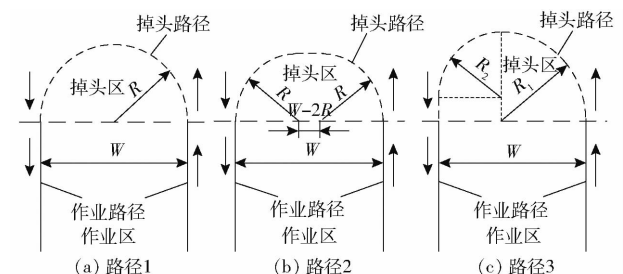 掉头路径
掉头区
R
W
作业路径
作业区
(a) 路径1
掉头路径
掉头区
R
R
W−2R
W
作业路径
作业区
(b) 路径2
掉头路径
掉头区
R2
R1
W
作业路径
作业区
(c) 路径3